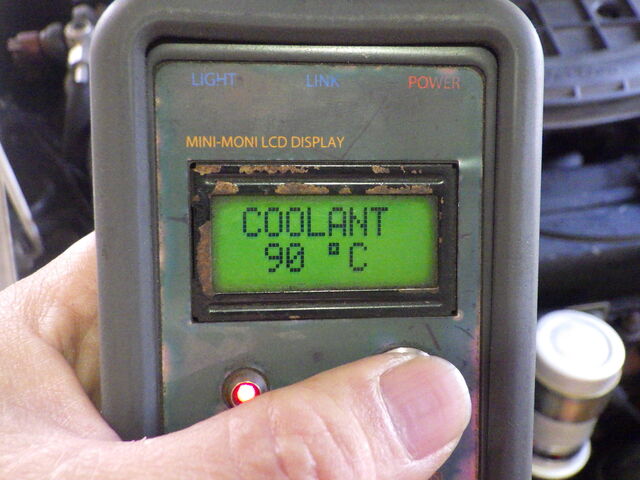 LIGHT LINK POWER
MINI-MONI LCD DISPLAY
COOLANT
90 °C